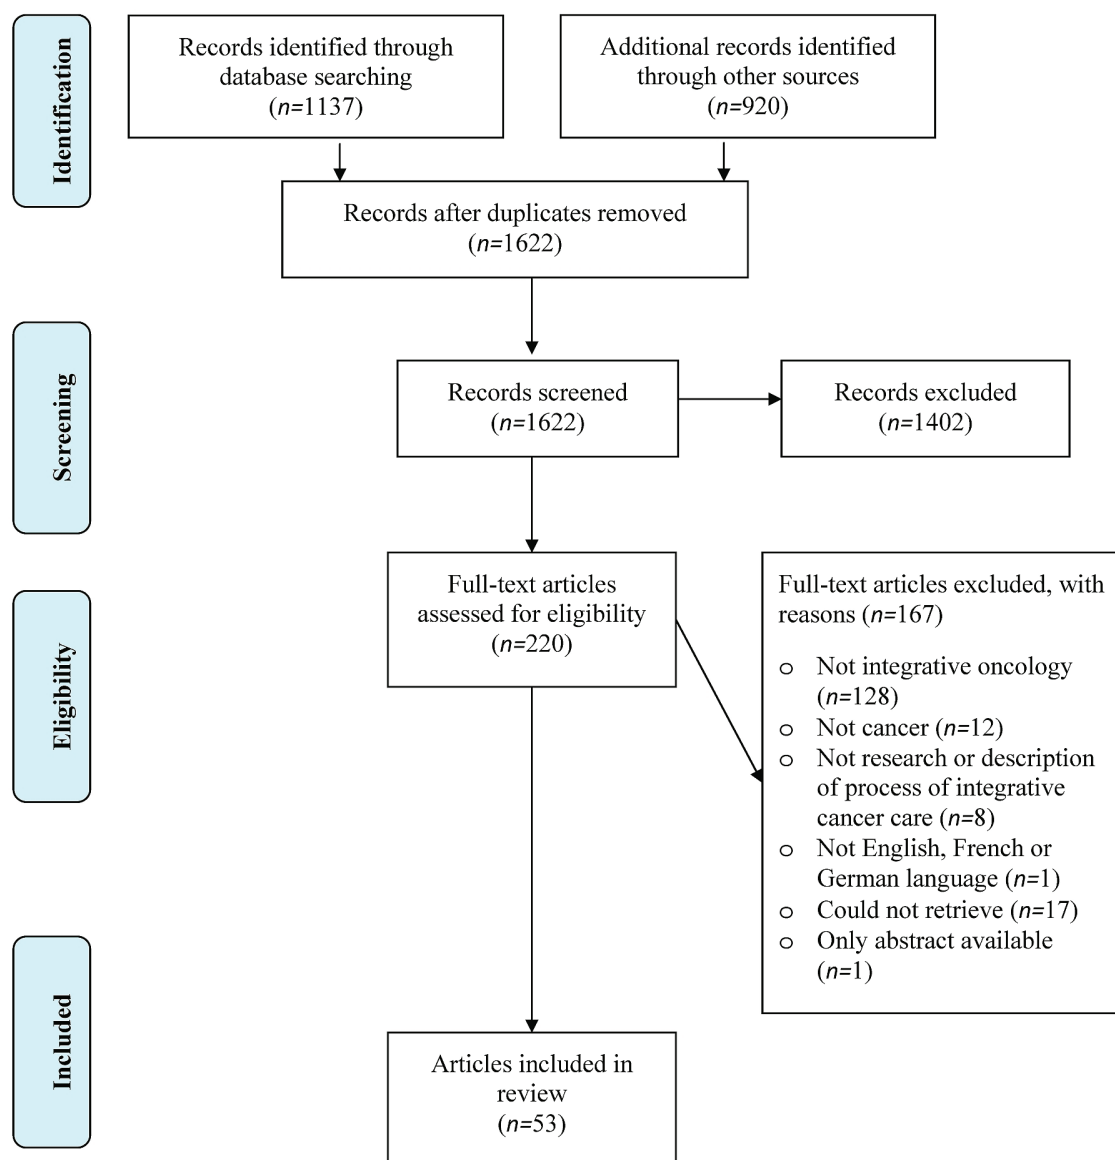 Identification
Records identified through
database searching
(n=1137)
Additional records identified
through other sources
(n=920)
Records after duplicates removed
(n=1622)
Screening
Records screened
(n=1622)
Records excluded
(n=1402)
Eligibility
Full-text articles
assessed for eligibility
(n=220)
Full-text articles excluded, with
reasons (n=167)
o Not integrative oncology
(n=128)
o Not cancer (n=12)
o Not research or description
of process of integrative
cancer care (n=8)
o Not English, French or
German language (n=1)
o Could not retrieve (n=17)
o Only abstract available
(n=1)
Included
Articles included in
review
(n=53)